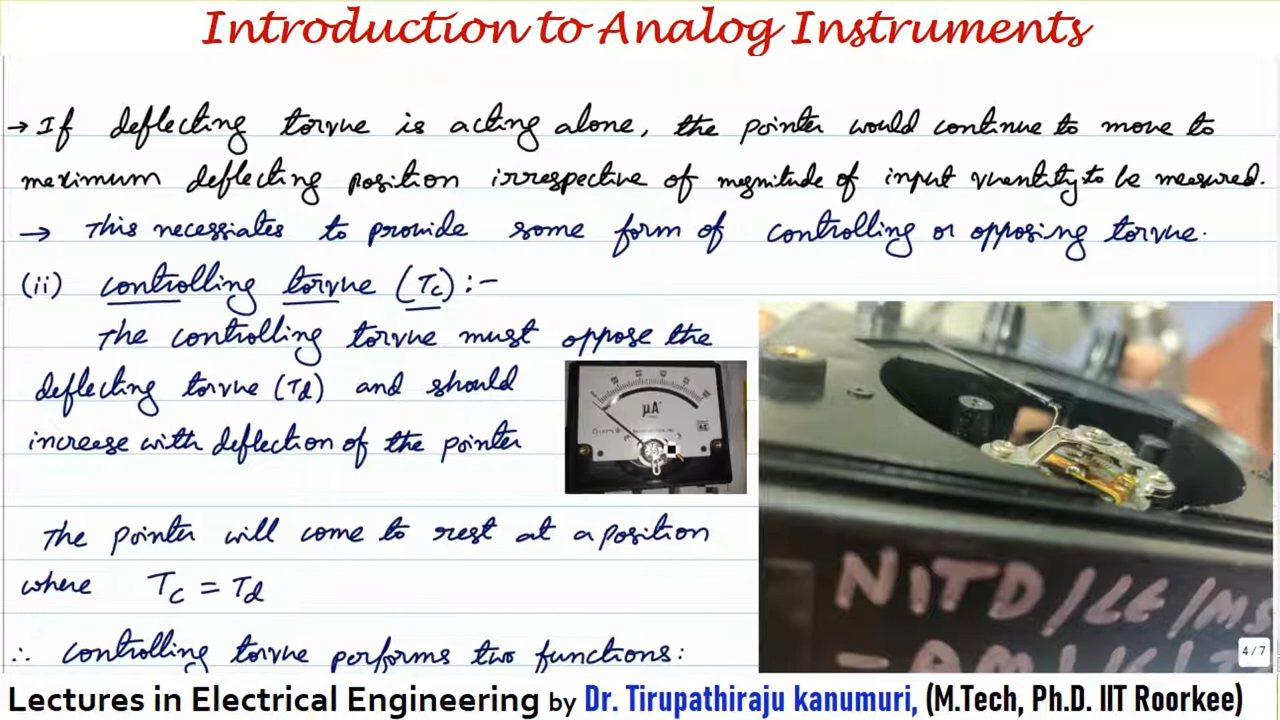 Introduction to Analog Instruments
→ If deflecting torque is acting alone, the pointer would continue to move to
maximum deflecting position irrespective of magnitude of input quantity to be measured.
→ This necessiates to provide some form of controlling or opposing torque.
(ii) controlling torque (Tc) :-
The controlling torque must oppose the
deflecting torque (Td) and should
increase with deflection of the pointer
μA
The pointer will come to rest at a position
where Tc = Td
∴ controlling torque performs two functions:
NITD/EE/MS
4 / 7
Lectures in Electrical Engineering by Dr. Tirupathiraju kanumuri, (M.Tech, Ph.D. IIT Roorkee)